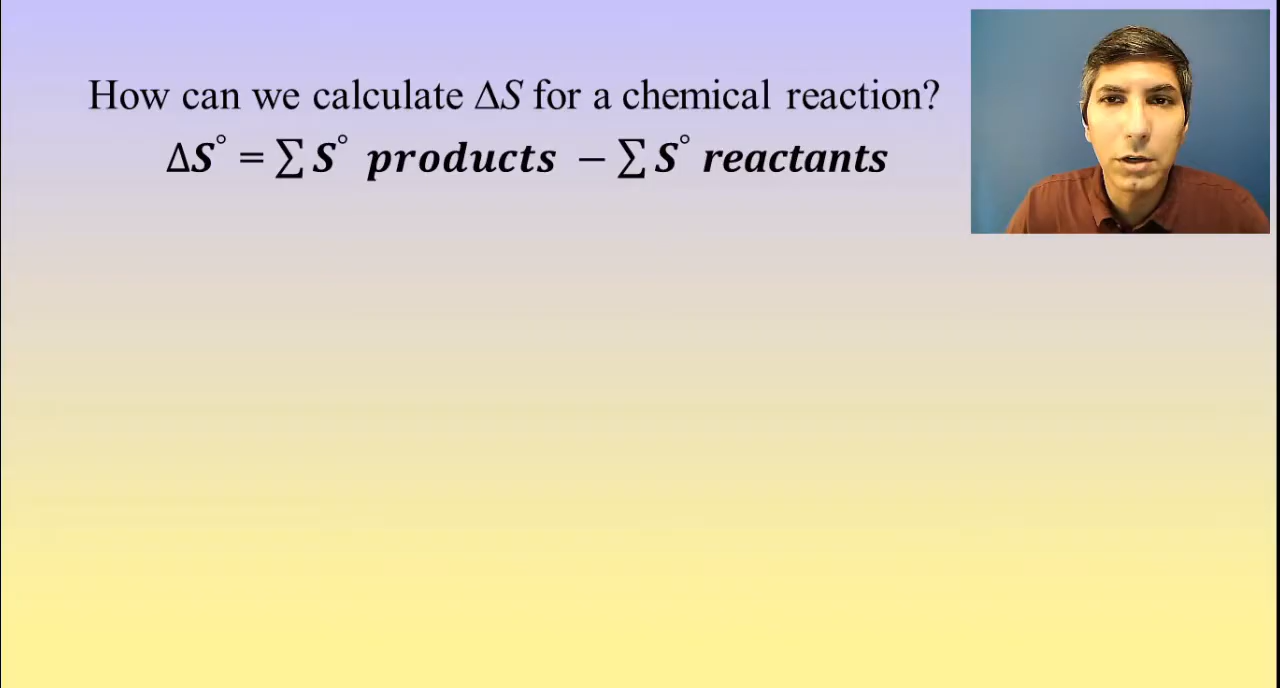 How can we calculate ΔS for a chemical reaction?
ΔS° = ∑ S° products − ∑ S° reactants